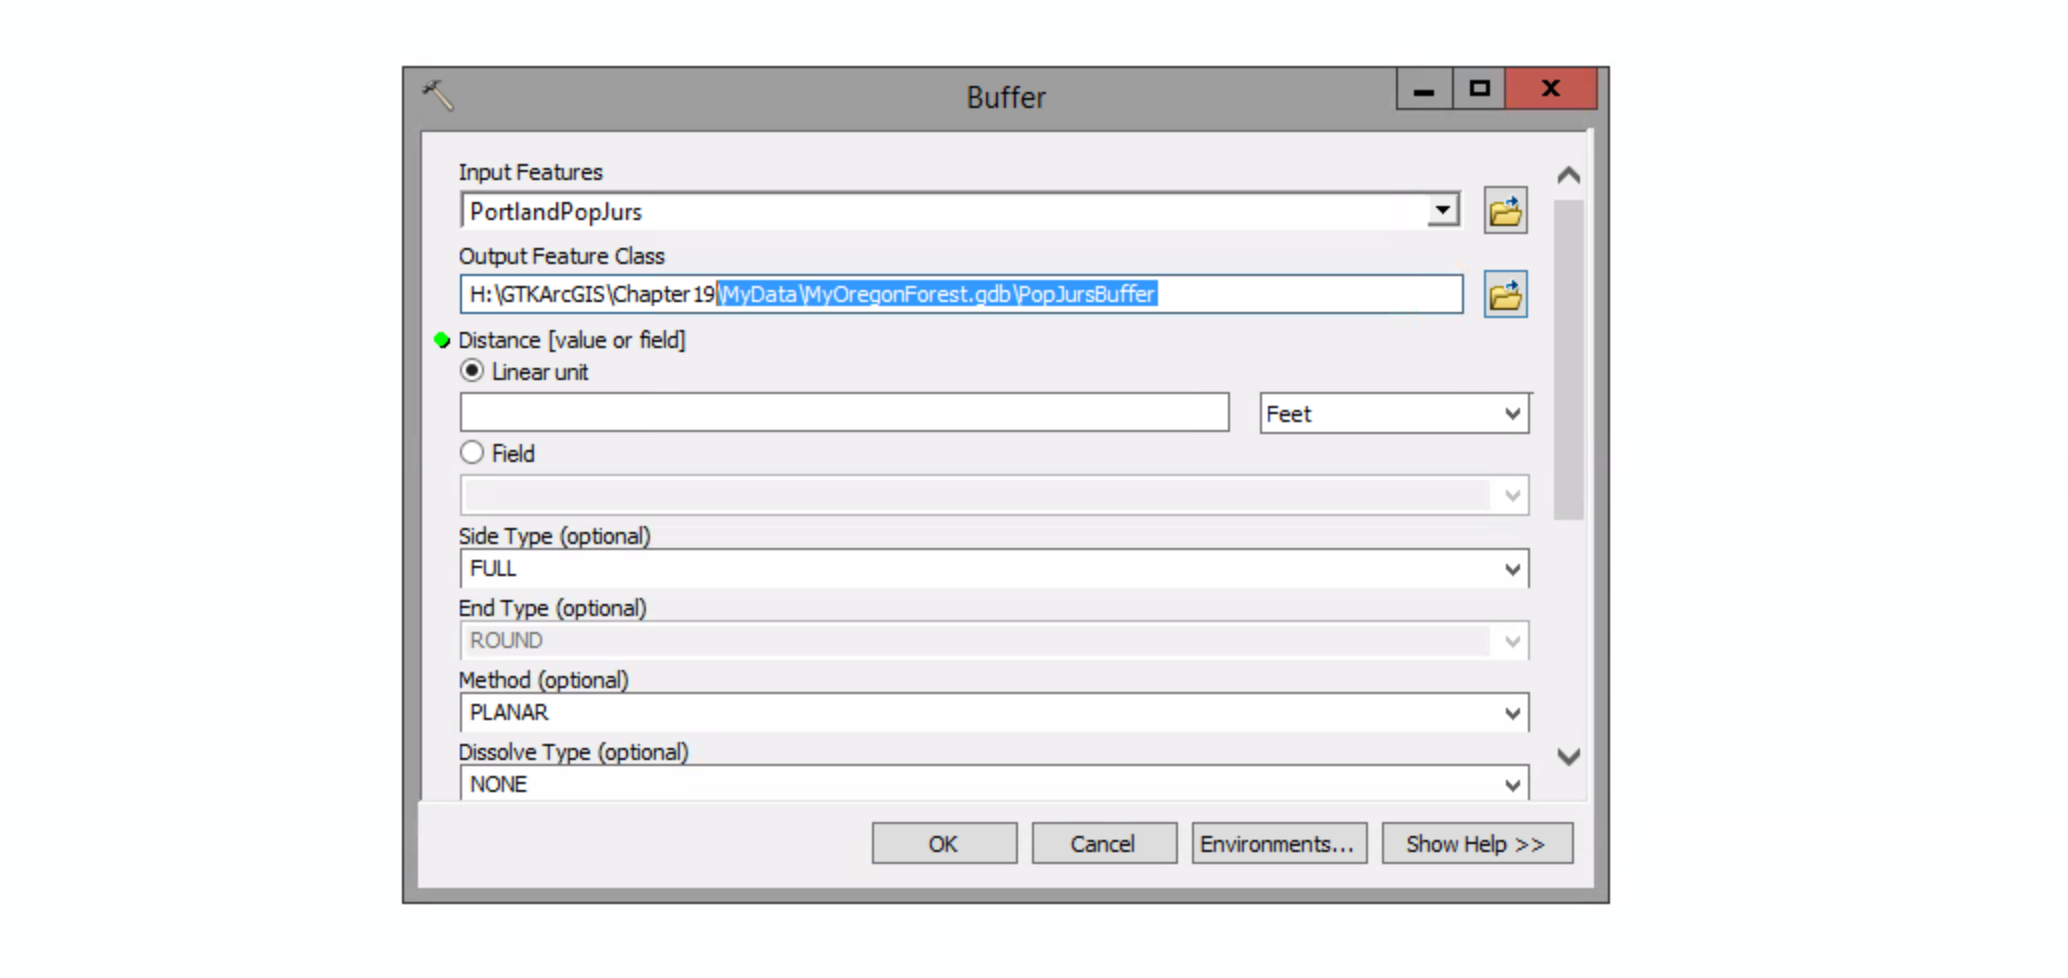 Buffer
Input Features
PortlandPopJurs
Output Feature Class
H:\GTKArcGIS\Chapter19\MyData\MyOregonForest.gdb\PopJursBuffer
Distance [value or field]
Linear unit
Feet
Field
Side Type (optional)
FULL
End Type (optional)
ROUND
Method (optional)
PLANAR
Dissolve Type (optional)
NONE
OK Cancel Environments... Show Help >>